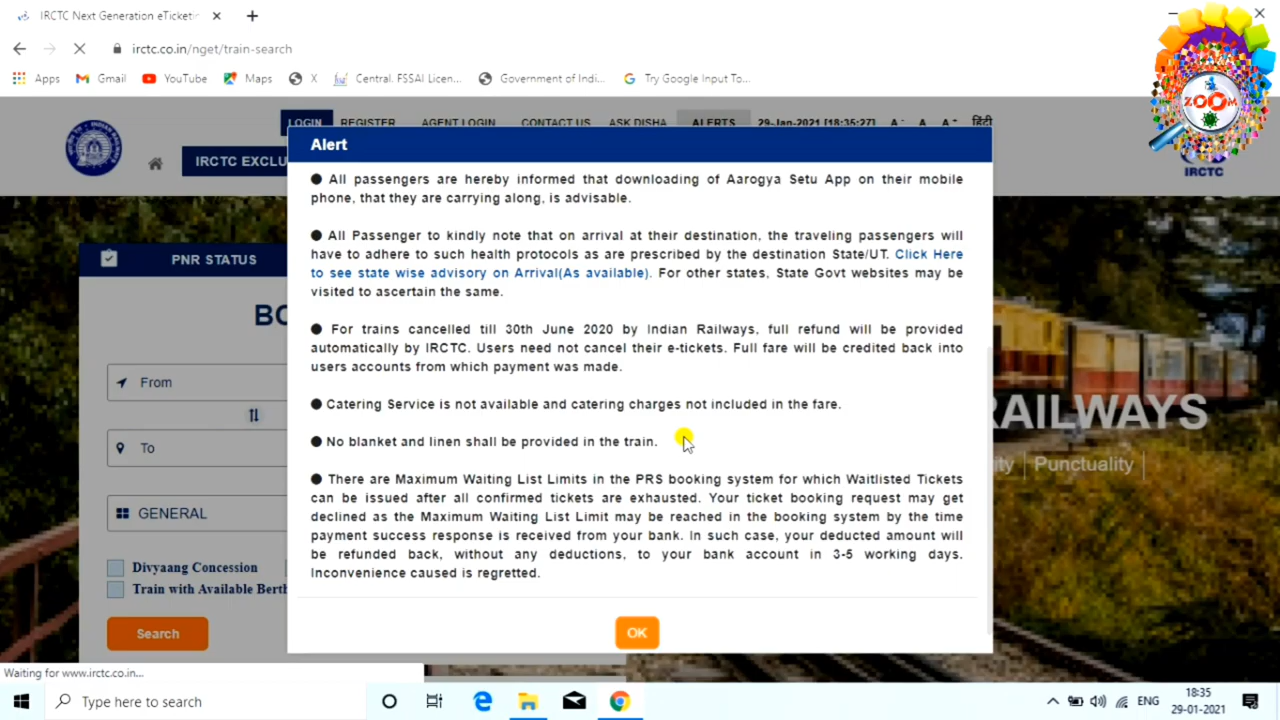 IRCTC Next Generation eTicket
irctc.co.in/nget/train-search
Apps Gmail YouTube Maps X Central. FSSAI Licen... Government of Indi... Try Google Input To...
ZOOM
LOGIN REGISTER AGENT LOGIN CONTACT US ASK DISHA ALERTS 29-Jan-2021 [18:35:27] A- A A+ हिंदी
IRCTC EXCLU
IRCTC
Alert
● All passengers are hereby informed that downloading of Aarogya Setu App on their mobile
phone, that they are carrying along, is advisable.
● All Passenger to kindly note that on arrival at their destination, the traveling passengers will
have to adhere to such health protocols as are prescribed by the destination State/UT. Click Here
to see state wise advisory on Arrival(As available). For other states, State Govt websites may be
visited to ascertain the same.
● For trains cancelled till 30th June 2020 by Indian Railways, full refund will be provided
automatically by IRCTC. Users need not cancel their e-tickets. Full fare will be credited back into
users accounts from which payment was made.
● Catering Service is not available and catering charges not included in the fare.
● No blanket and linen shall be provided in the train.
● There are Maximum Waiting List Limits in the PRS booking system for which Waitlisted Tickets
can be issued after all confirmed tickets are exhausted. Your ticket booking request may get
declined as the Maximum Waiting List Limit may be reached in the booking system by the time
payment success response is received from your bank. In such case, your deducted amount will
be refunded back, without any deductions, to your bank account in 3-5 working days.
Inconvenience caused is regretted.
OK
PNR STATUS
BO
From
To
GENERAL
Divyaang Concession
Train with Available Berth
Search
RAILWAYS
ity | Punctuality |
Waiting for www.irctc.co.in...
Type here to search
ENG
18:35
29-01-2021